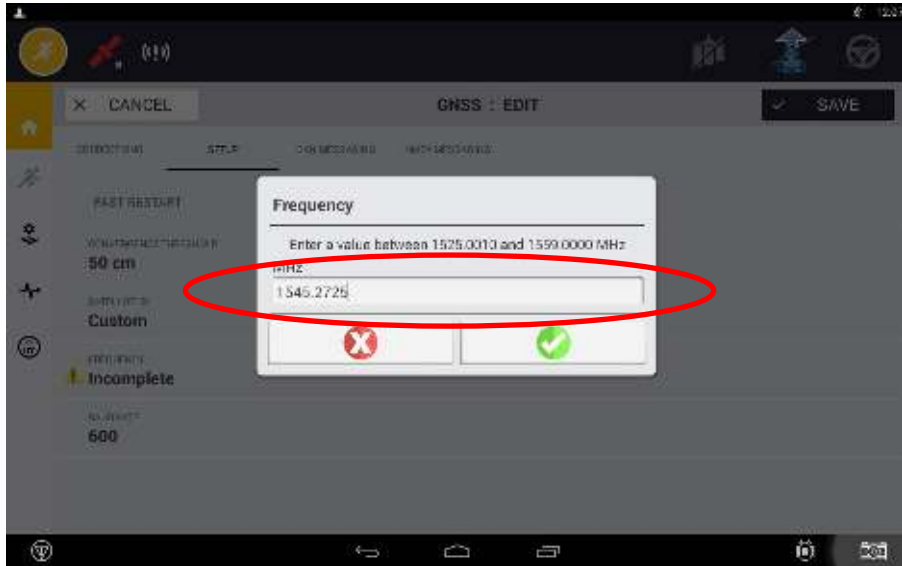 CANCEL
GNSS : EDIT
SAVE
SETUP
FAST RESTART
Frequency
Enter a value between 1525.0010 and 1559.0000 MHz
MHz
1545.2725
50 cm
Custom
FREQUENCY
Incomplete
600